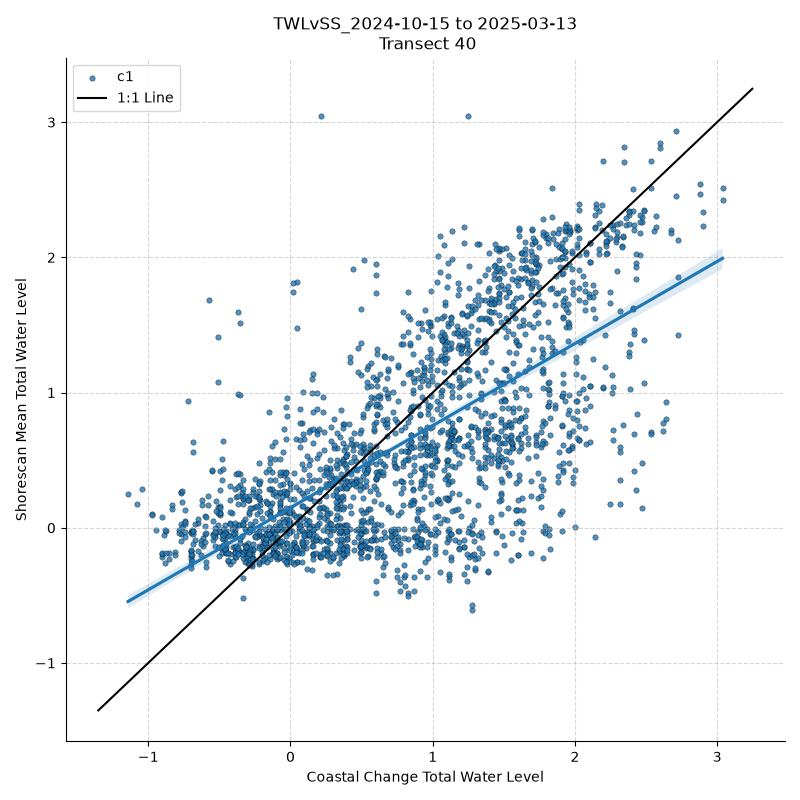 TWLvSS_2024-10-15 to 2025-03-13
Transect 40
c1
1:1 Line
3
2
1
0
−1
Shorescan Mean Total Water Level
−1
0
1
2
3
Coastal Change Total Water Level